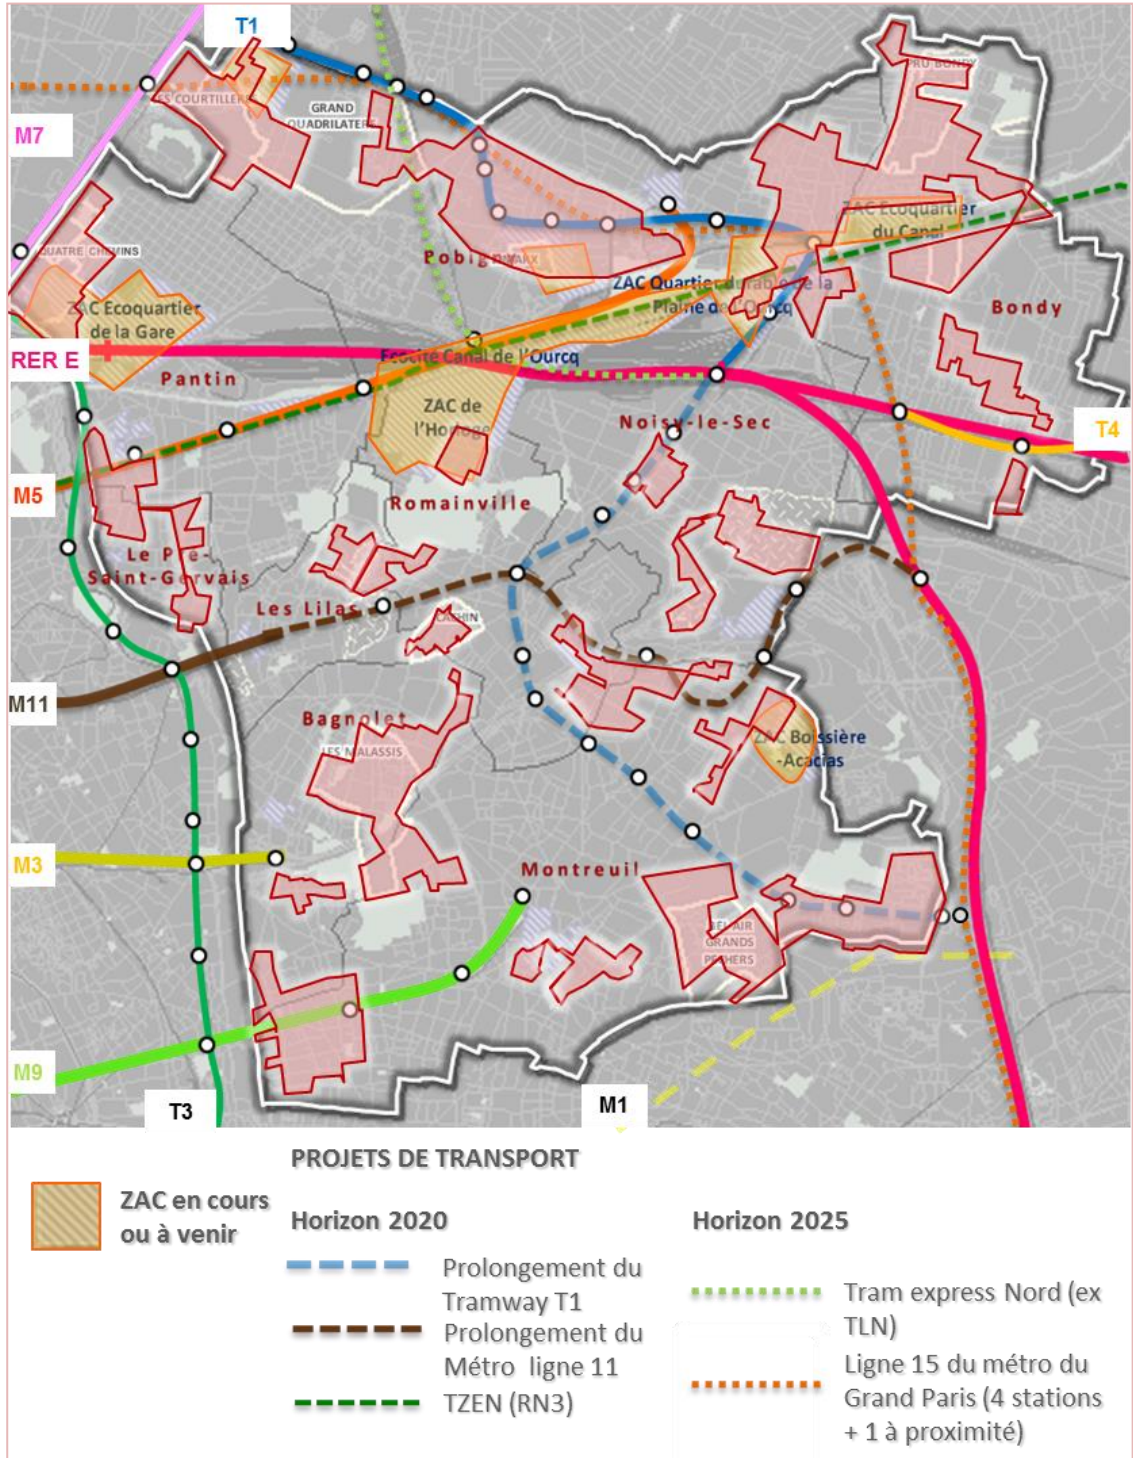 T1
PRU BONDY
LES COURTILLERES
GRAND
QUADRILATERE
M7
QUATRE CHEMINS
ZAC Ecoquartier
du Canal
Bobigny
ZAC Quartier durable de la
Plaine de l'Ourcq
ZAC Ecoquartier
de la Gare
Bondy
RER E
Ecocité Canal de l'Ourcq
Pantin
ZAC de
l'Horloge
Noisy-le-Sec
T4
M5
Romainville
Le Pré-
Saint-Gervais
Les Lilas
CACHIN
M11
Bagnolet
LES MALASSIS
ZAC Boissière
-Acacias
M3
Montreuil
BEL AIR
GRANDS
PECHERS
M9
T3
M1
PROJETS DE TRANSPORT
ZAC en cours
ou à venir
Horizon 2020
Prolongement du
Tramway T1
Prolongement du
Métro ligne 11
TZEN (RN3)
Horizon 2025
Tram express Nord (ex
TLN)
Ligne 15 du métro du
Grand Paris (4 stations
+ 1 à proximité)